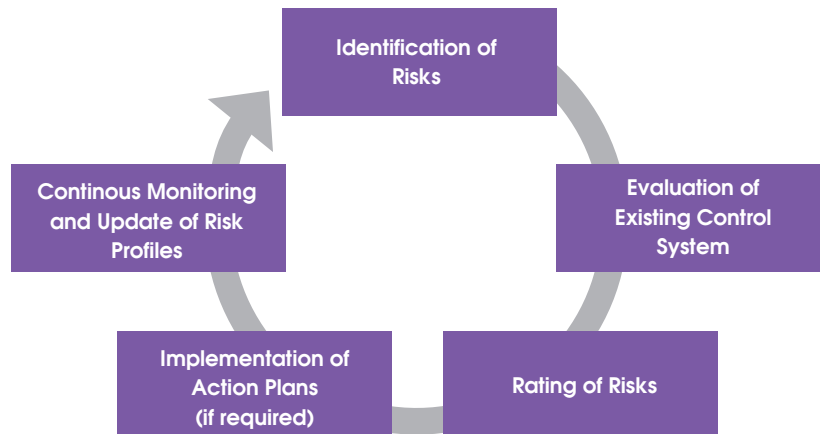 Identification of
Risks
Evaluation of
Existing Control
System
Rating of Risks
Implementation of
Action Plans
(if required)
Continous Monitoring
and Update of Risk
Profiles